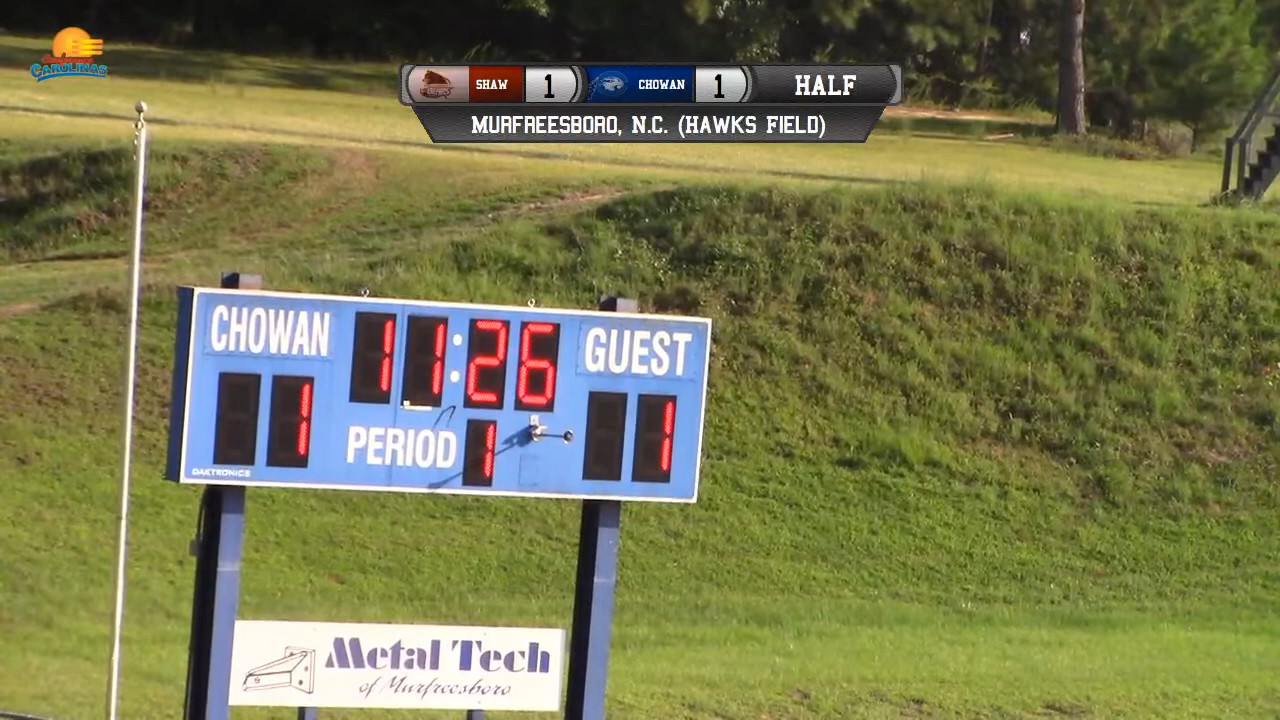 CAROLINAS
SHAW 1 CHOWAN 1 HALF
MURFREESBORO, N.C. (HAWKS FIELD)
CHOWAN 11:26 GUEST
1 PERIOD 1 1
DAKTRONICS
Metal Tech
of Murfreesboro